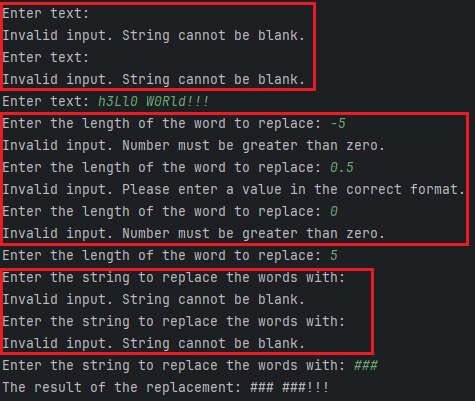 Enter text:
Invalid input. String cannot be blank.
Enter text:
Invalid input. String cannot be blank.
Enter text: h3Ll0 W0Rld!!!
Enter the length of the word to replace: -5
Invalid input. Number must be greater than zero.
Enter the length of the word to replace: 0.5
Invalid input. Please enter a value in the correct format.
Enter the length of the word to replace: 0
Invalid input. Number must be greater than zero.
Enter the length of the word to replace: 5
Enter the string to replace the words with:
Invalid input. String cannot be blank.
Enter the string to replace the words with:
Invalid input. String cannot be blank.
Enter the string to replace the words with: ###
The result of the replacement: ### ###!!!